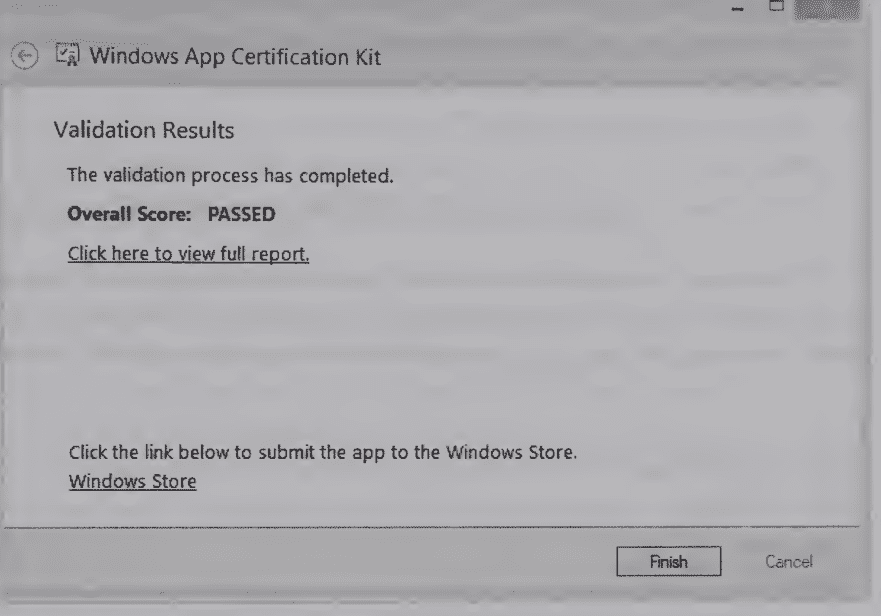 Windows App Certification Kit
Validation Results
The validation process has completed.
Overall Score: PASSED
Click here to view full report.
Click the link below to submit the app to the Windows Store.
Windows Store
Finish
Cancel